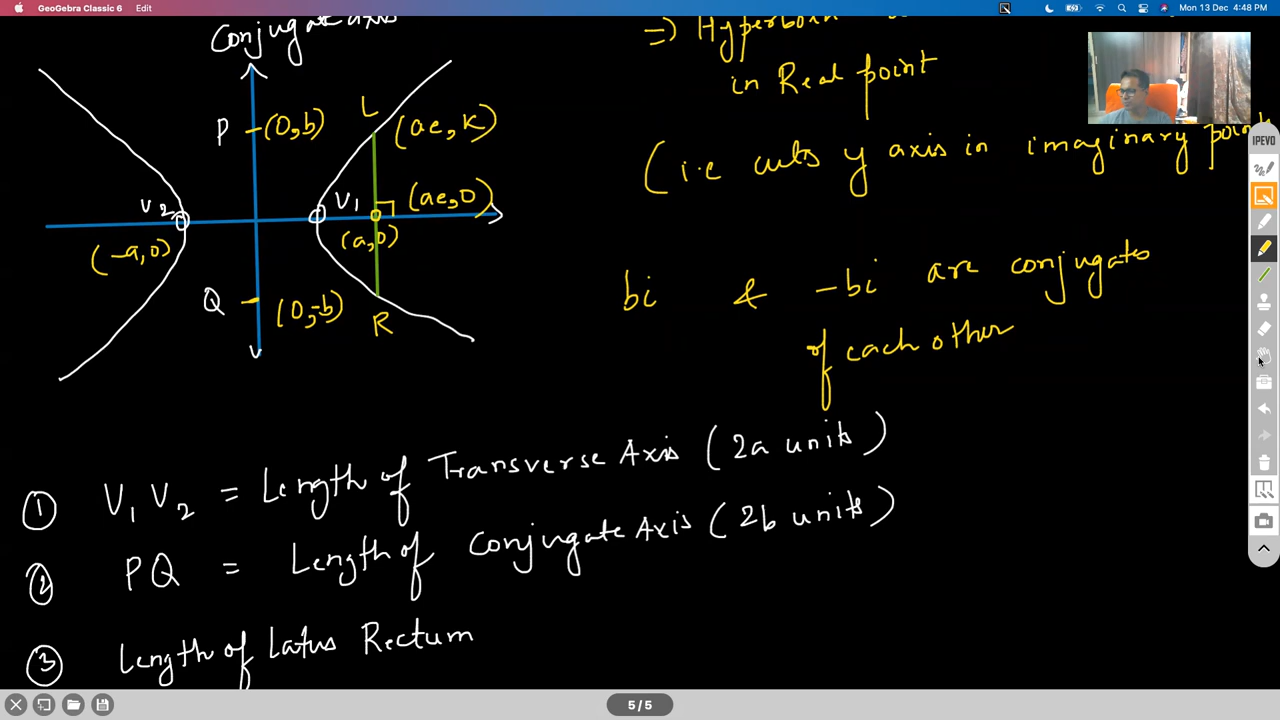 GeoGebra Classic 6 Edit
Mon 13 Dec 4:48 PM
Conjugate axis
P (0,b)
L
(ae, K)
V2
V1
(ae,0)
(-a,0)
(a,0)
Q (0,-b)
R
=) Hyperbola
in Real point
(i.e cuts y axis in imaginary point
bi & -bi are conjugates
of each other
IPEVO
① V1 V2 = Length of Transverse Axis (2a units)
② PQ = Length of Conjugate Axis (2b units)
③ Length of Latus Rectum
5/5